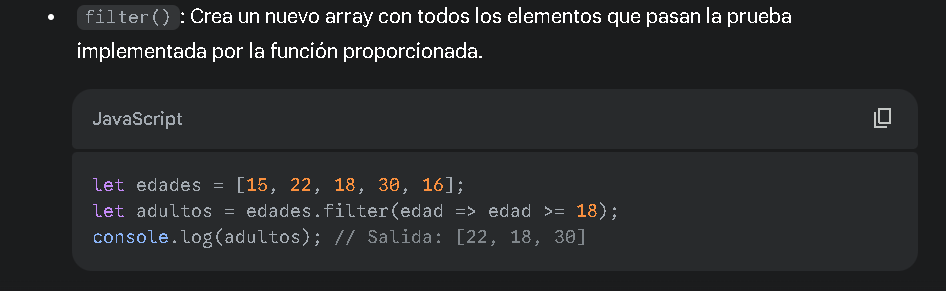 • filter(): Crea un nuevo array con todos los elementos que pasan la prueba
implementada por la función proporcionada.
JavaScript
let edades = [15, 22, 18, 30, 16];
let adultos = edades.filter(edad => edad >= 18);
console.log(adultos); // Salida: [22, 18, 30]